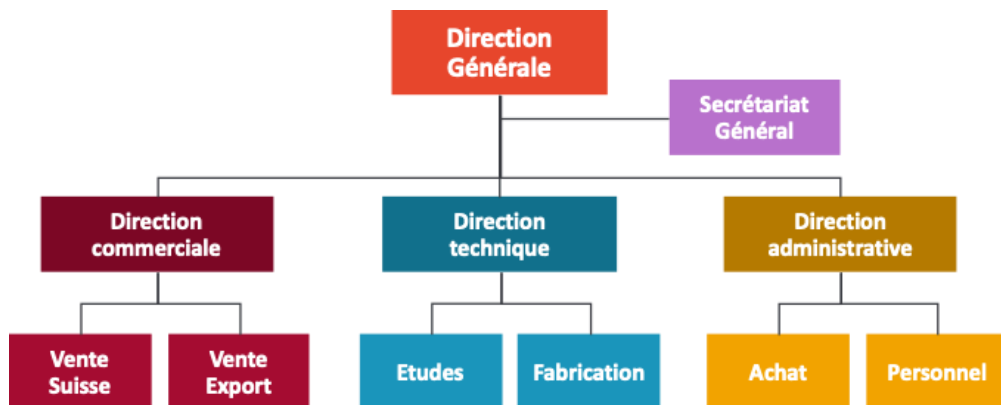 Direction
Générale
Secrétariat
Général
Direction
commerciale
Direction
technique
Direction
administrative
Vente
Suisse
Vente
Export
Etudes
Fabrication
Achat
Personnel